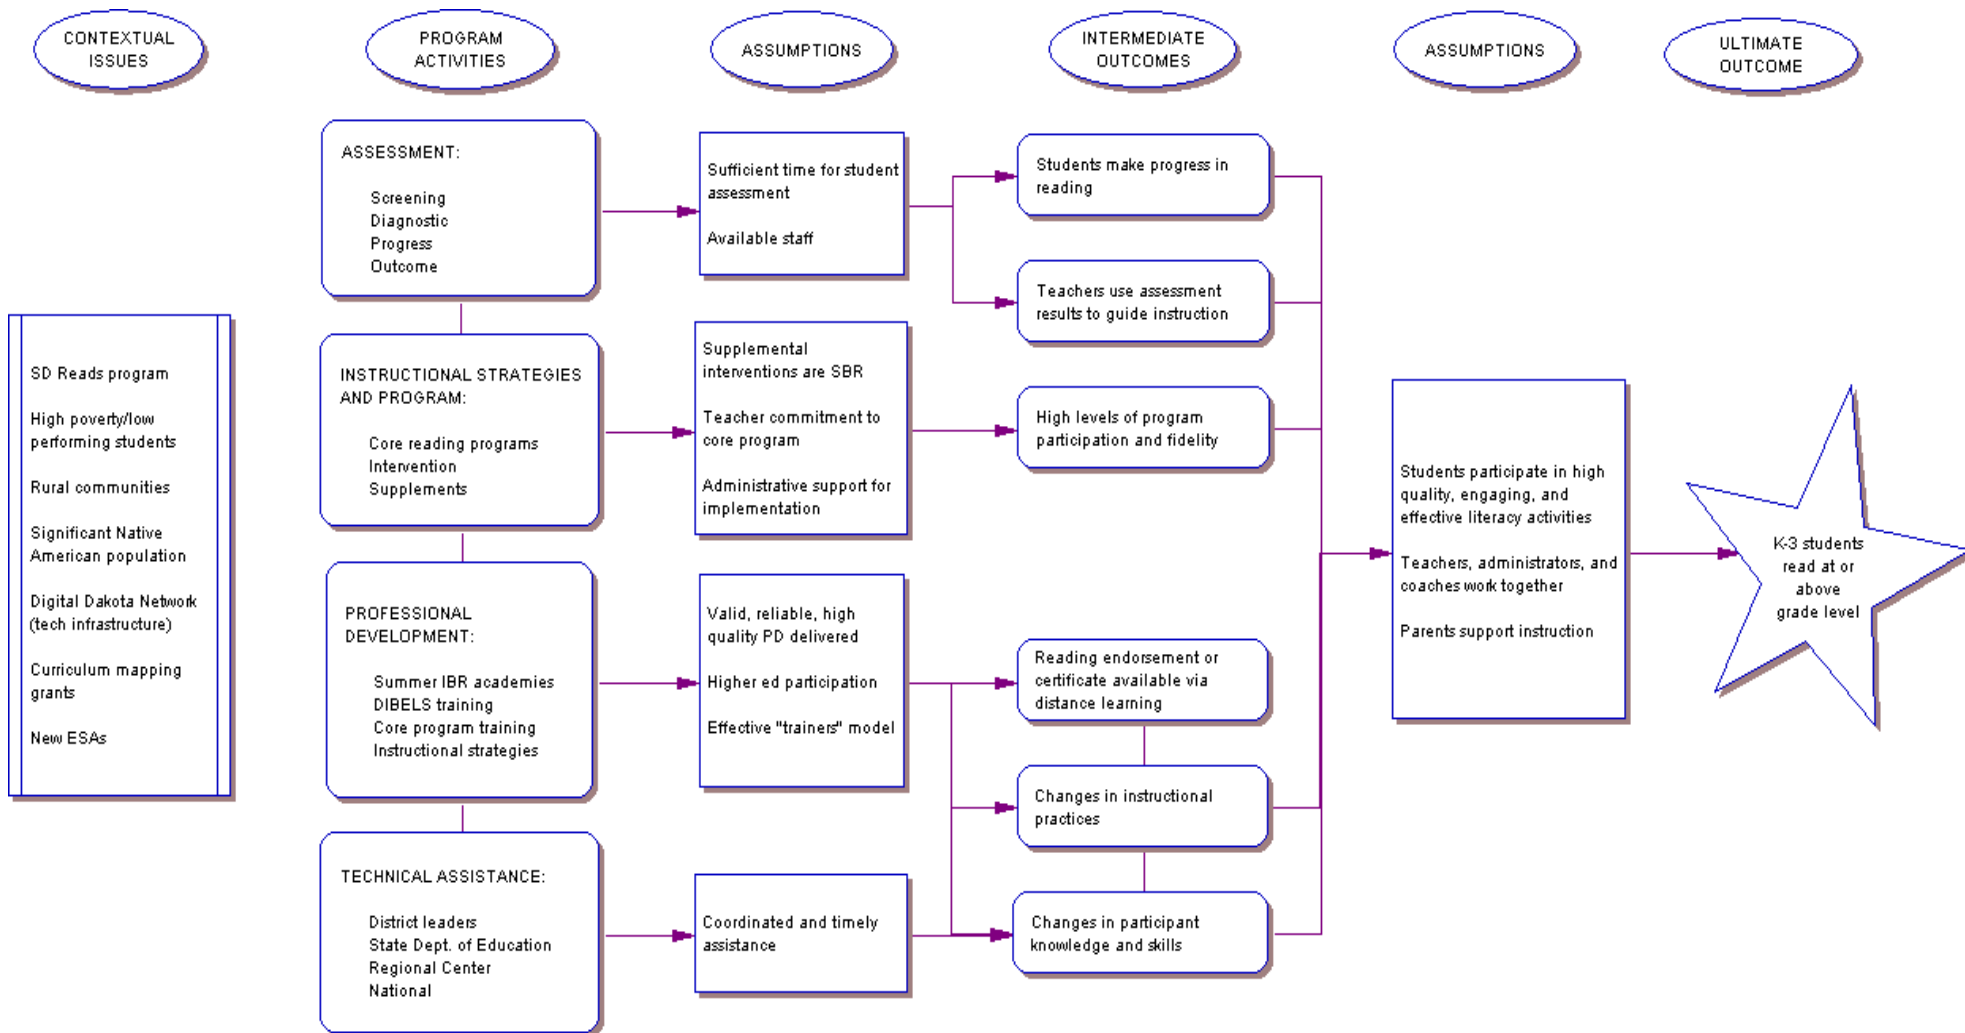 CONTEXTUAL
ISSUES
PROGRAM
ACTIVITIES
ASSUMPTIONS
INTERMEDIATE
OUTCOMES
ASSUMPTIONS
ULTIMATE
OUTCOME
SD Reads program
High poverty/low
performing students
Rural communities
Significant Native
American population
Digital Dakota Network
(tech infrastructure)
Curriculum mapping
grants
New ESAs
ASSESSMENT:
Screening
Diagnostic
Progress
Outcome
INSTRUCTIONAL STRATEGIES
AND PROGRAM:
Core reading programs
Intervention
Supplements
PROFESSIONAL
DEVELOPMENT:
Summer IBR academies
DIBELS training
Core program training
Instructional strategies
TECHNICAL ASSISTANCE:
District leaders
State Dept. of Education
Regional Center
National
Sufficient time for student
assessment
Available staff
Supplemental
interventions are SBR
Teacher commitment to
core program
Administrative support for
implementation
Valid, reliable, high
quality PD delivered
Higher ed participation
Effective "trainers" model
Coordinated and timely
assistance
Students make progress in
reading
Teachers use assessment
results to guide instruction
High levels of program
participation and fidelity
Reading endorsement or
certificate available via
distance learning
Changes in instructional
practices
Changes in participant
knowledge and skills
Students participate in high
quality, engaging, and
effective literacy activities
Teachers, administrators, and
coaches work together
Parents support instruction
K-3 students
read at or
above
grade level